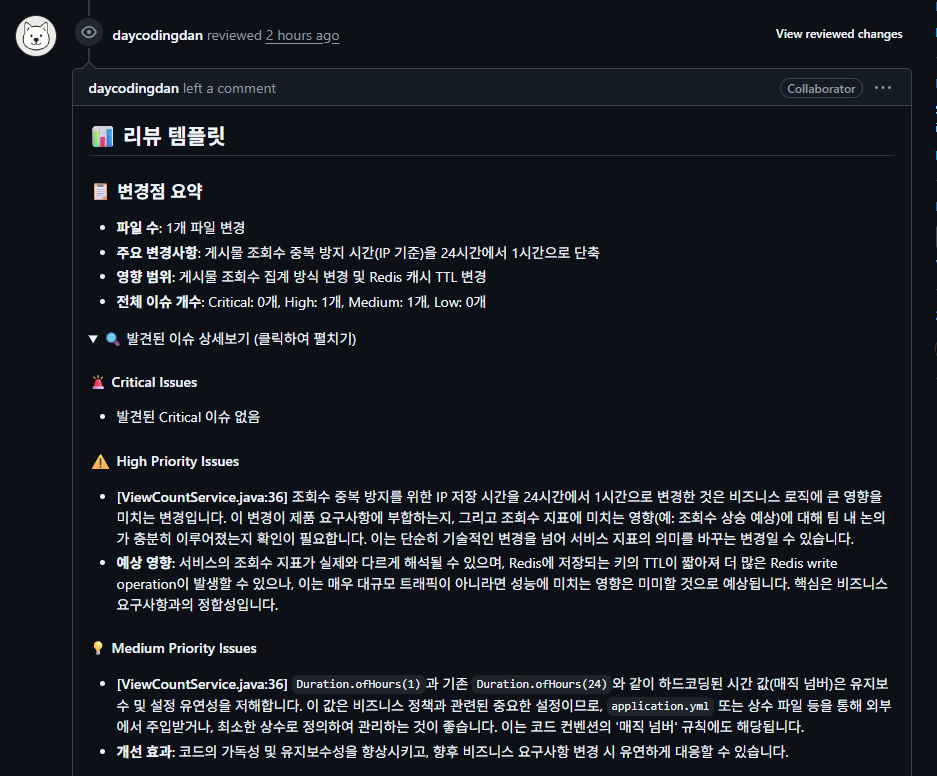 daycodingdan reviewed 2 hours ago
View reviewed changes
daycodingdan left a comment
Collaborator
리뷰 템플릿
변경점 요약
파일 수: 1개 파일 변경
주요 변경사항: 게시물 조회수 중복 방지 시간(IP 기준)을 24시간에서 1시간으로 단축
영향 범위: 게시물 조회수 집계 방식 변경 및 Redis 캐시 TTL 변경
전체 이슈 개수: Critical: 0개, High: 1개, Medium: 1개, Low: 0개
▼ 🔍 발견된 이슈 상세보기 (클릭하여 펼치기)
Critical Issues
발견된 Critical 이슈 없음
High Priority Issues
[ViewCountService.java:36] 조회수 중복 방지를 위한 IP 저장 시간을 24시간에서 1시간으로 변경한 것은 비즈니스 로직에 큰 영향을
미치는 변경입니다. 이 변경이 제품 요구사항에 부합하는지, 그리고 조회수 지표에 미치는 영향(예: 조회수 상승 예상)에 대해 팀 내 논의
가 충분히 이루어졌는지 확인이 필요합니다. 이는 단순히 기술적인 변경을 넘어 서비스 지표의 의미를 바꾸는 변경일 수 있습니다.
예상 영향: 서비스의 조회수 지표가 실제와 다르게 해석될 수 있으며, Redis에 저장되는 키의 TTL이 짧아져 더 많은 Redis write
operation이 발생할 수 있으나, 이는 매우 대규모 트래픽이 아니라면 성능에 미치는 영향은 미미할 것으로 예상됩니다. 핵심은 비즈니스
요구사항과의 정합성입니다.
Medium Priority Issues
[ViewCountService.java:36] Duration.ofHours(1) 과 기존 Duration.ofHours(24) 와 같이 하드코딩된 시간 값(매직 넘버)은 유지보
수 및 설정 유연성을 저해합니다. 이 값은 비즈니스 정책과 관련된 중요한 설정이므로, application.yml 또는 상수 파일 등을 통해 외부
에서 주입받거나, 최소한 상수로 정의하여 관리하는 것이 좋습니다. 이는 코드 컨벤션의 '매직 넘버' 규칙에도 해당됩니다.
개선 효과: 코드의 가독성 및 유지보수성을 향상시키고, 향후 비즈니스 요구사항 변경 시 유연하게 대응할 수 있습니다.